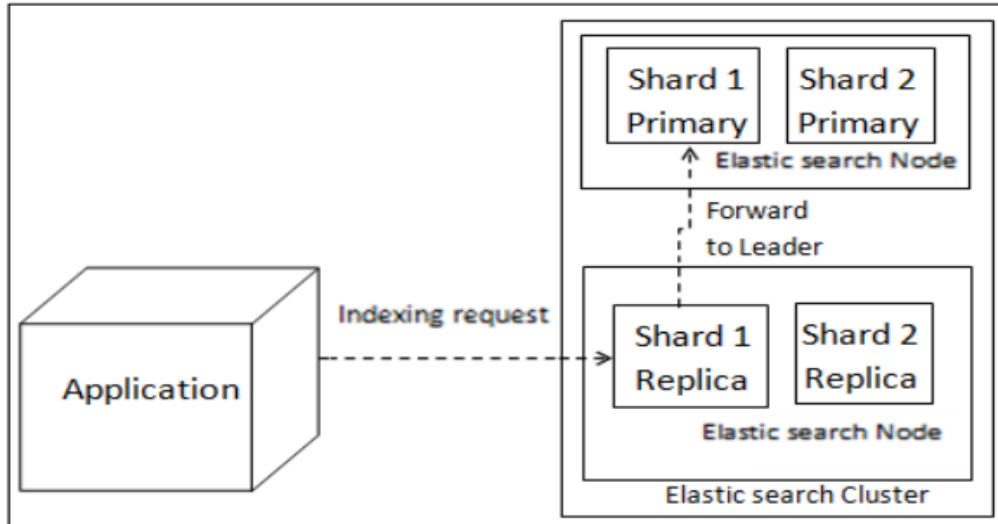 Shard 1
Primary
Shard 2
Primary
Elastic search Node
Forward
to Leader
Indexing request
Application
Shard 1
Replica
Shard 2
Replica
Elastic search Node
Elastic search Cluster